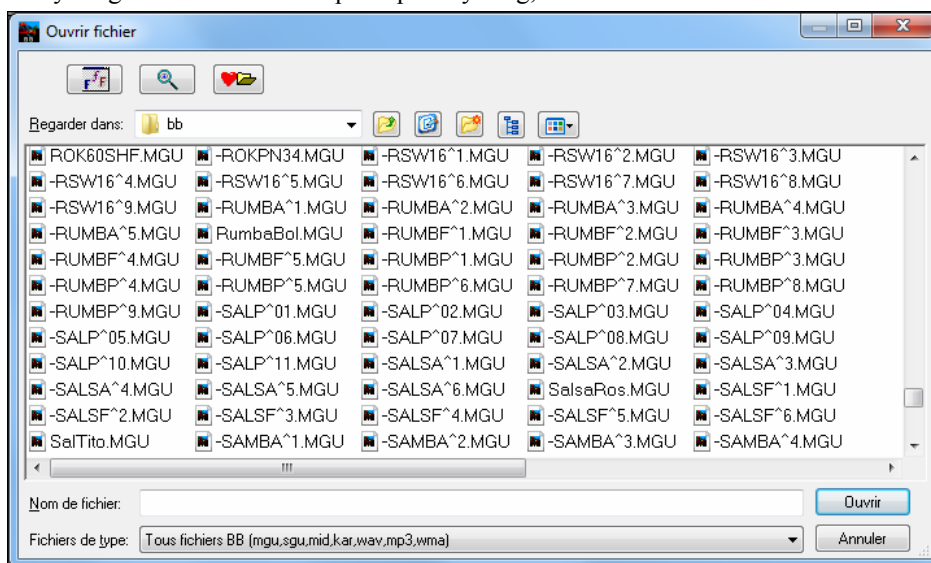 Ouvrir fichier
Regarder dans: bb
ROK60SHF.MGU -ROKPN34.MGU -RSW16^1.MGU -RSW16^2.MGU -RSW16^3.MGU
-RSW16^4.MGU -RSW16^5.MGU -RSW16^6.MGU -RSW16^7.MGU -RSW16^8.MGU
-RSW16^9.MGU -RUMBA^1.MGU -RUMBA^2.MGU -RUMBA^3.MGU -RUMBA^4.MGU
-RUMBA^5.MGU RumbaBol.MGU -RUMBF^1.MGU -RUMBF^2.MGU -RUMBF^3.MGU
-RUMBF^4.MGU -RUMBF^5.MGU -RUMBP^1.MGU -RUMBP^2.MGU -RUMBP^3.MGU
-RUMBP^4.MGU -RUMBP^5.MGU -RUMBP^6.MGU -RUMBP^7.MGU -RUMBP^8.MGU
-RUMBP^9.MGU -SALP^01.MGU -SALP^02.MGU -SALP^03.MGU -SALP^04.MGU
-SALP^05.MGU -SALP^06.MGU -SALP^07.MGU -SALP^08.MGU -SALP^09.MGU
-SALP^10.MGU -SALP^11.MGU -SALSA^1.MGU -SALSA^2.MGU -SALSA^3.MGU
-SALSA^4.MGU -SALSA^5.MGU -SALSA^6.MGU SalsaRos.MGU -SALSF^1.MGU
-SALSF^2.MGU -SALSF^3.MGU -SALSF^4.MGU -SALSF^5.MGU -SALSF^6.MGU
SalTito.MGU -SAMBA^1.MGU -SAMBA^2.MGU -SAMBA^3.MGU -SAMBA^4.MGU
Nom de fichier: Ouvrir
Fichiers de type: Tous fichiers BB (mgu,sgu,mid,kar,wav,mp3,wma) Annuler